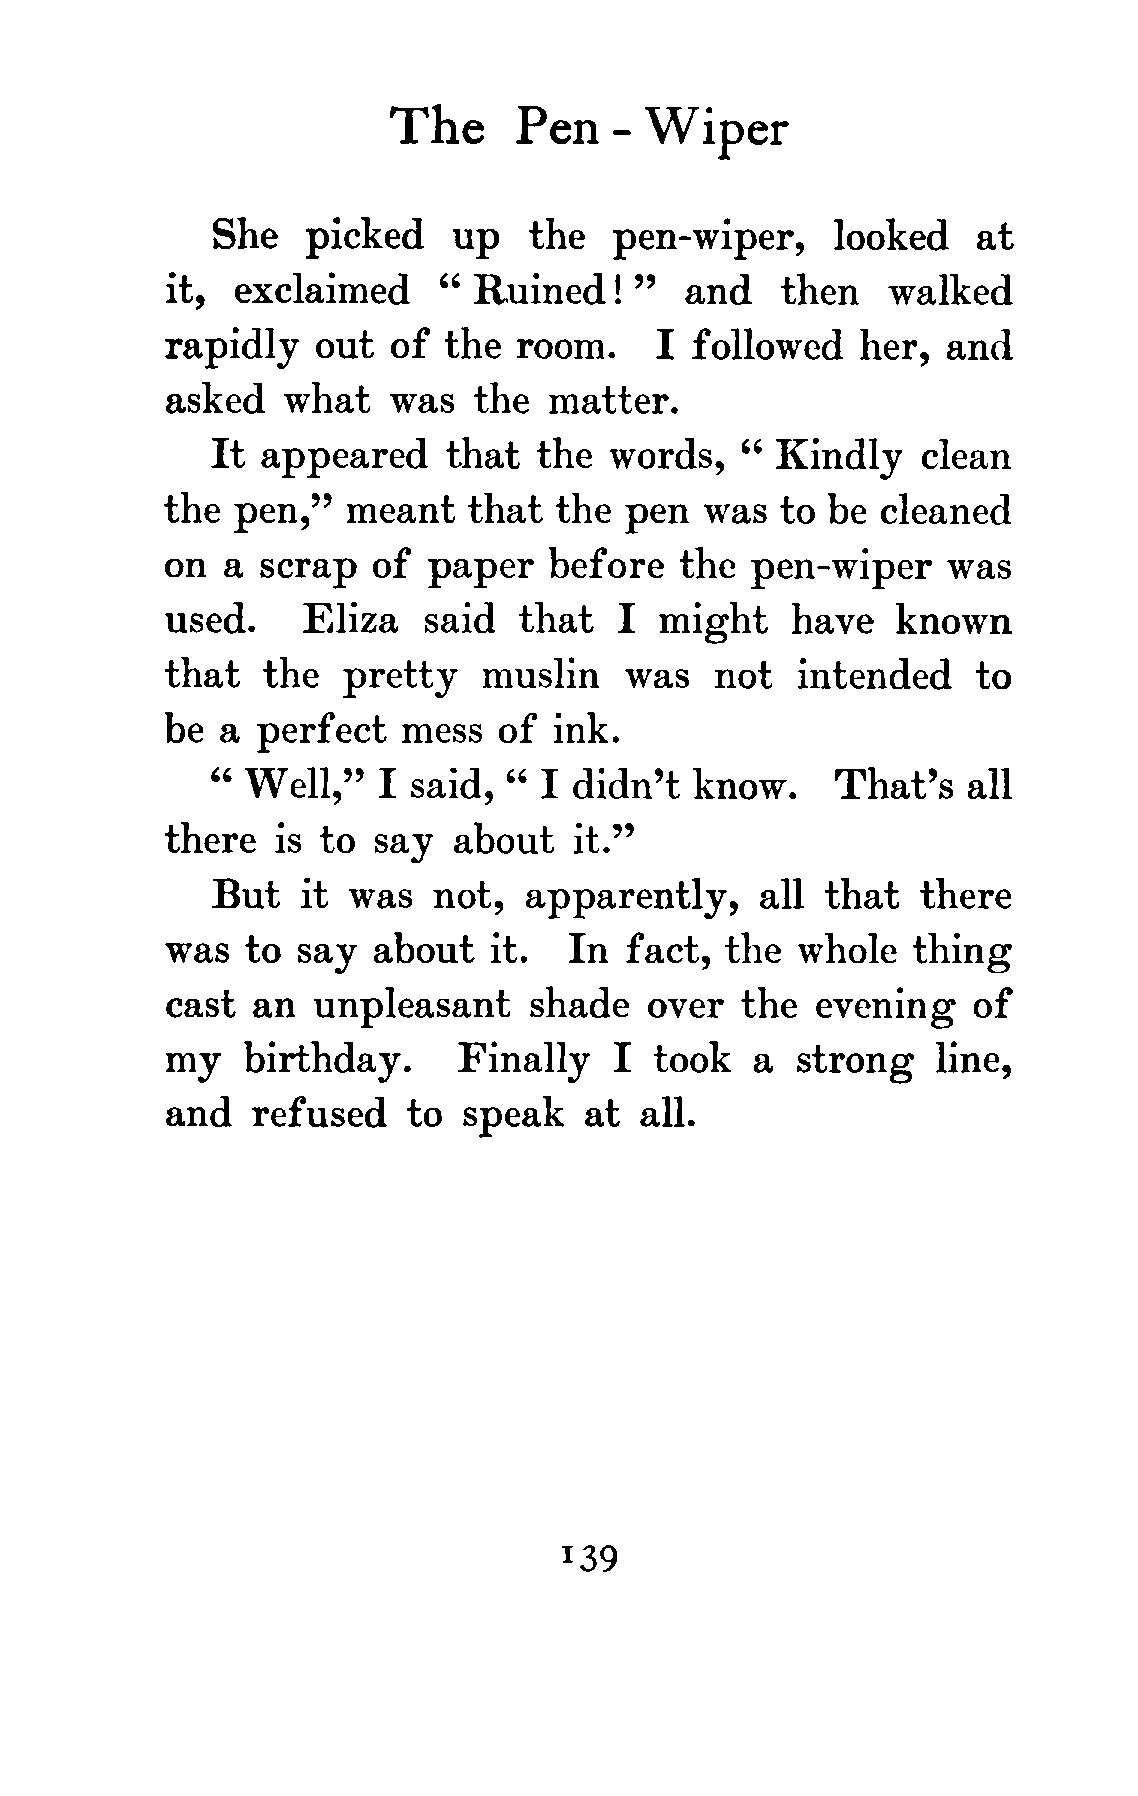 The Pen - Wiper
She picked up the pen-wiper, looked at
it, exclaimed “ Ruined! ” and then walked
rapidly out of the room. I followed her, and
asked what was the matter.
It appeared that the words, “ Kindly clean
the pen,” meant that the pen was to be cleaned
on a scrap of paper before the pen-wiper was
used. Eliza said that I might have known
that the pretty muslin was not intended to
be a perfect mess of ink.
“ Well,” I said, “ I didn’t know. That’s all
there is to say about it.”
But it was not, apparently, all that there
was to say about it. In fact, the whole thing
cast an unpleasant shade over the evening of
my birthday. Finally I took a strong line,
and refused to speak at all.
139